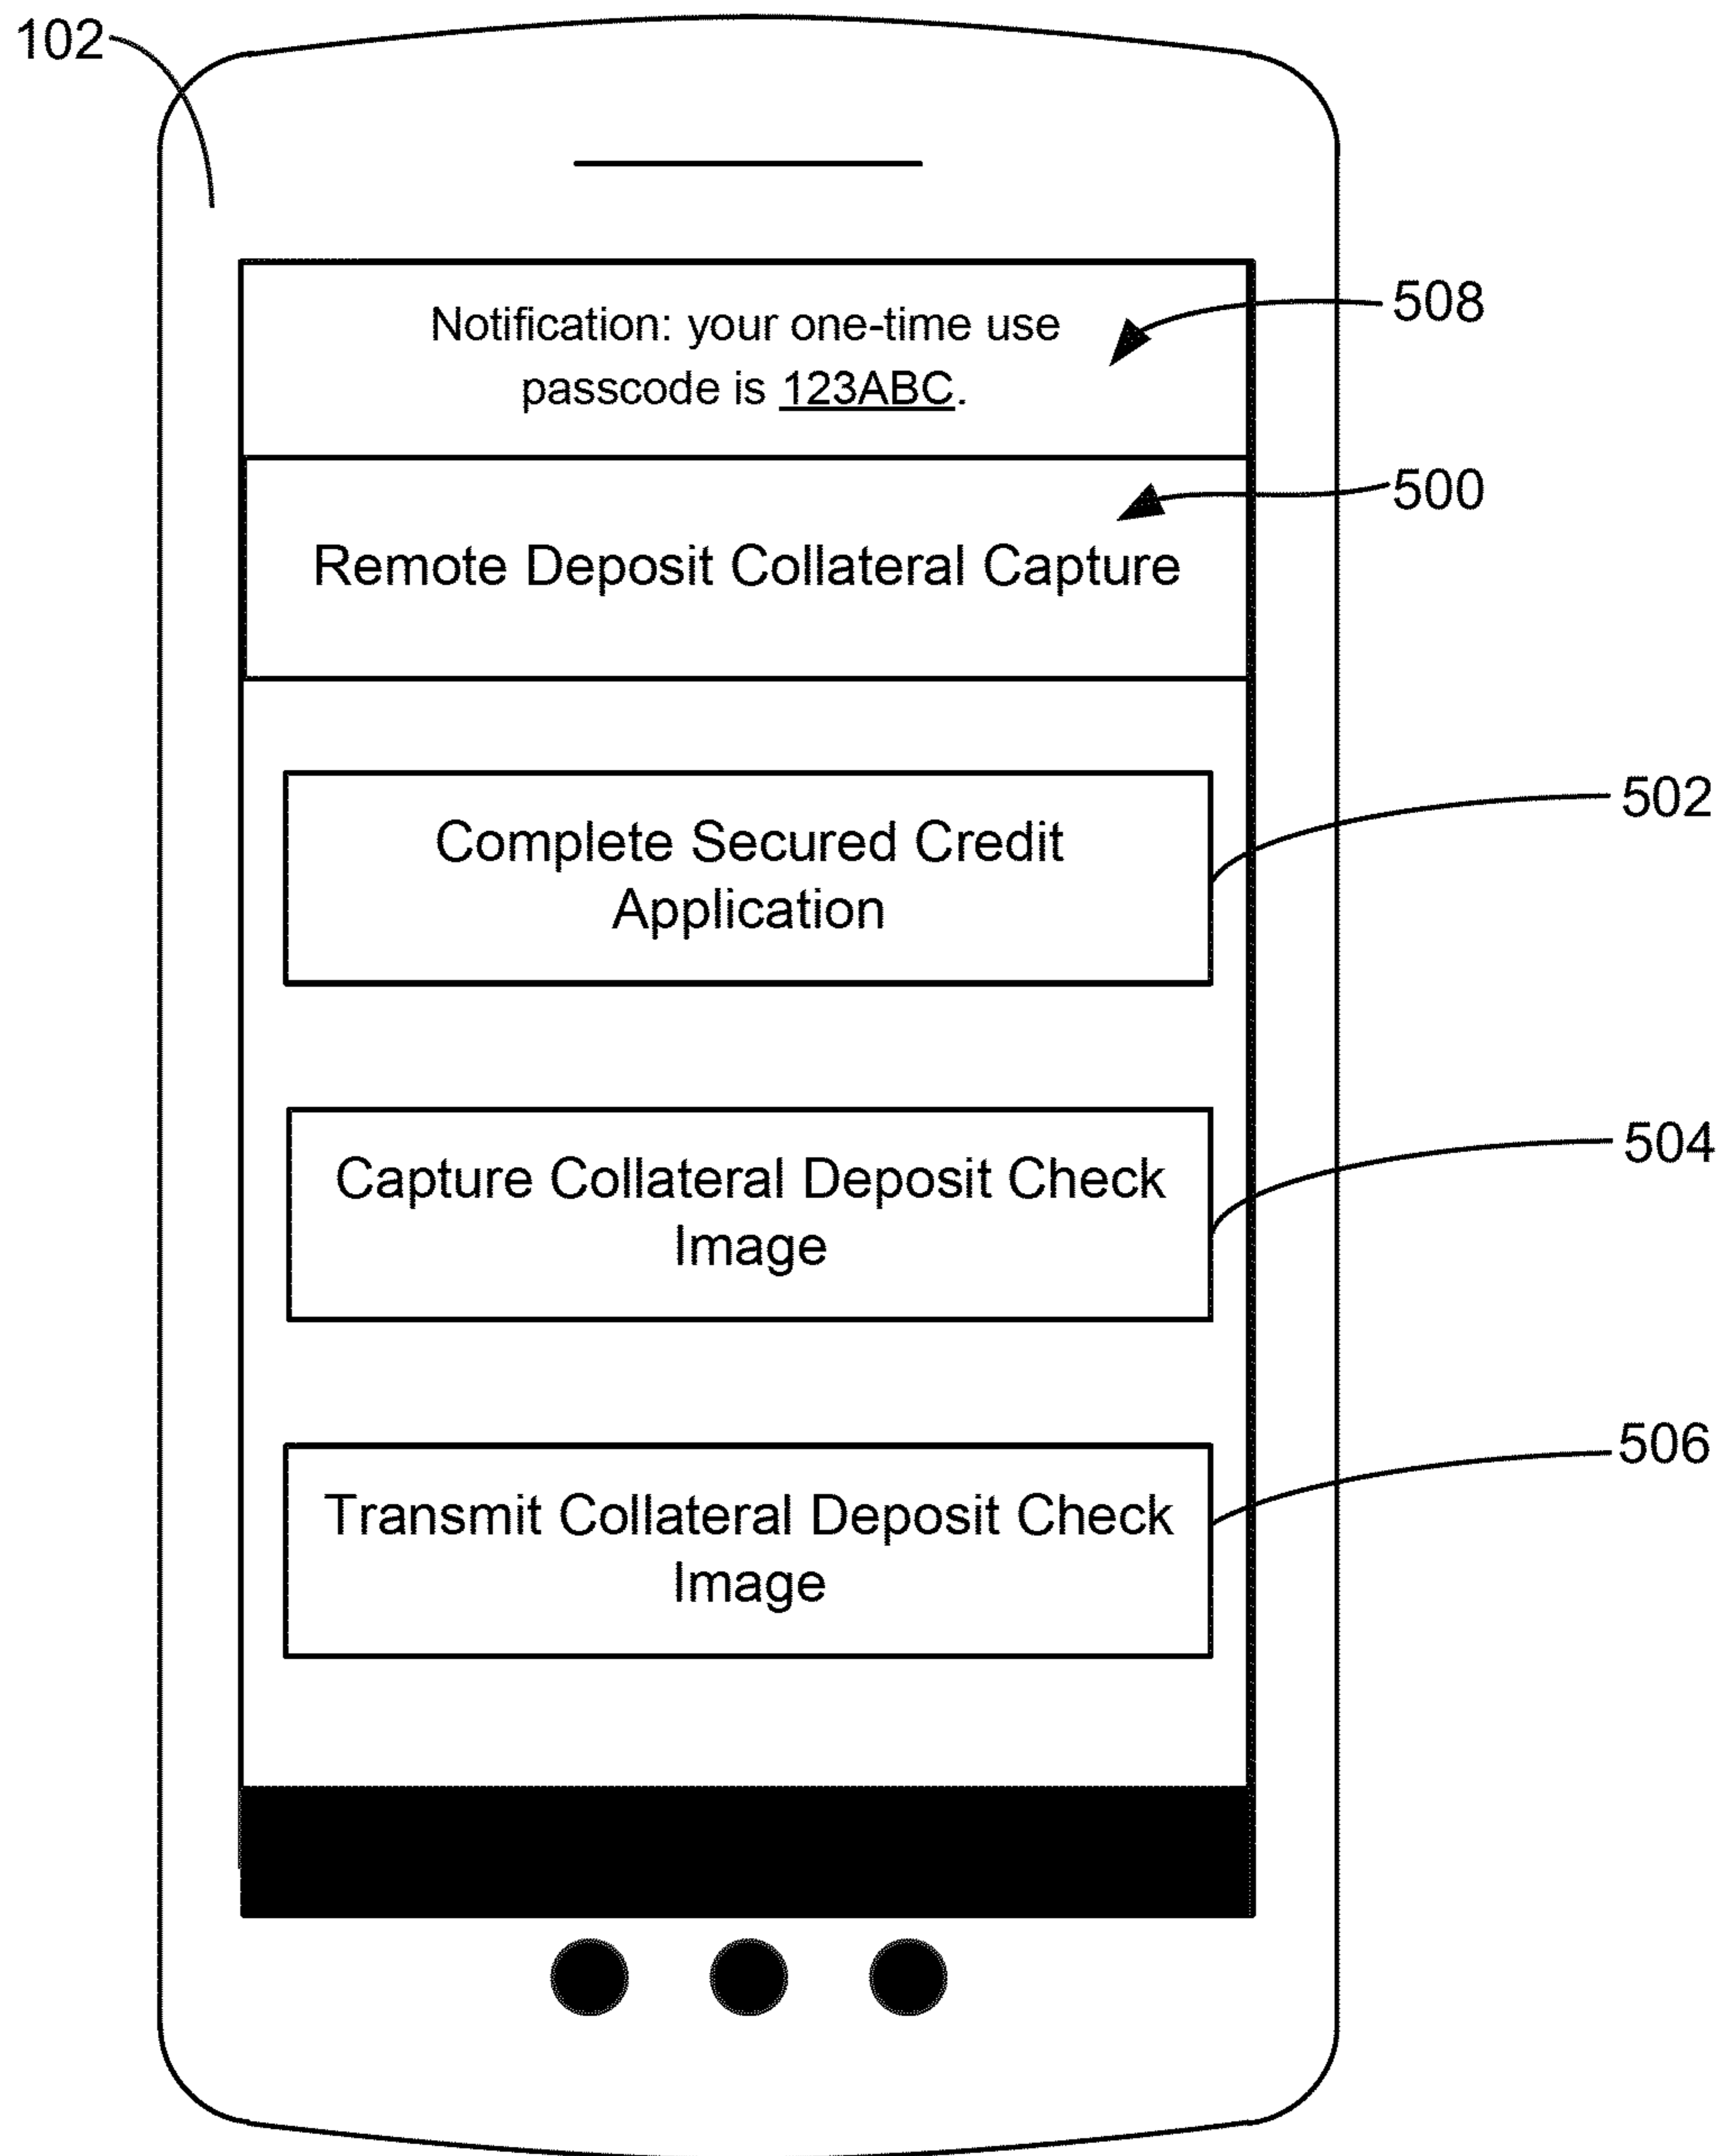 102
Notification: your one-time use
passcode is 123ABC.
508
500
Remote Deposit Collateral Capture
502
Complete Secured Credit
Application
504
Capture Collateral Deposit Check
Image
506
Transmit Collateral Deposit Check
Image